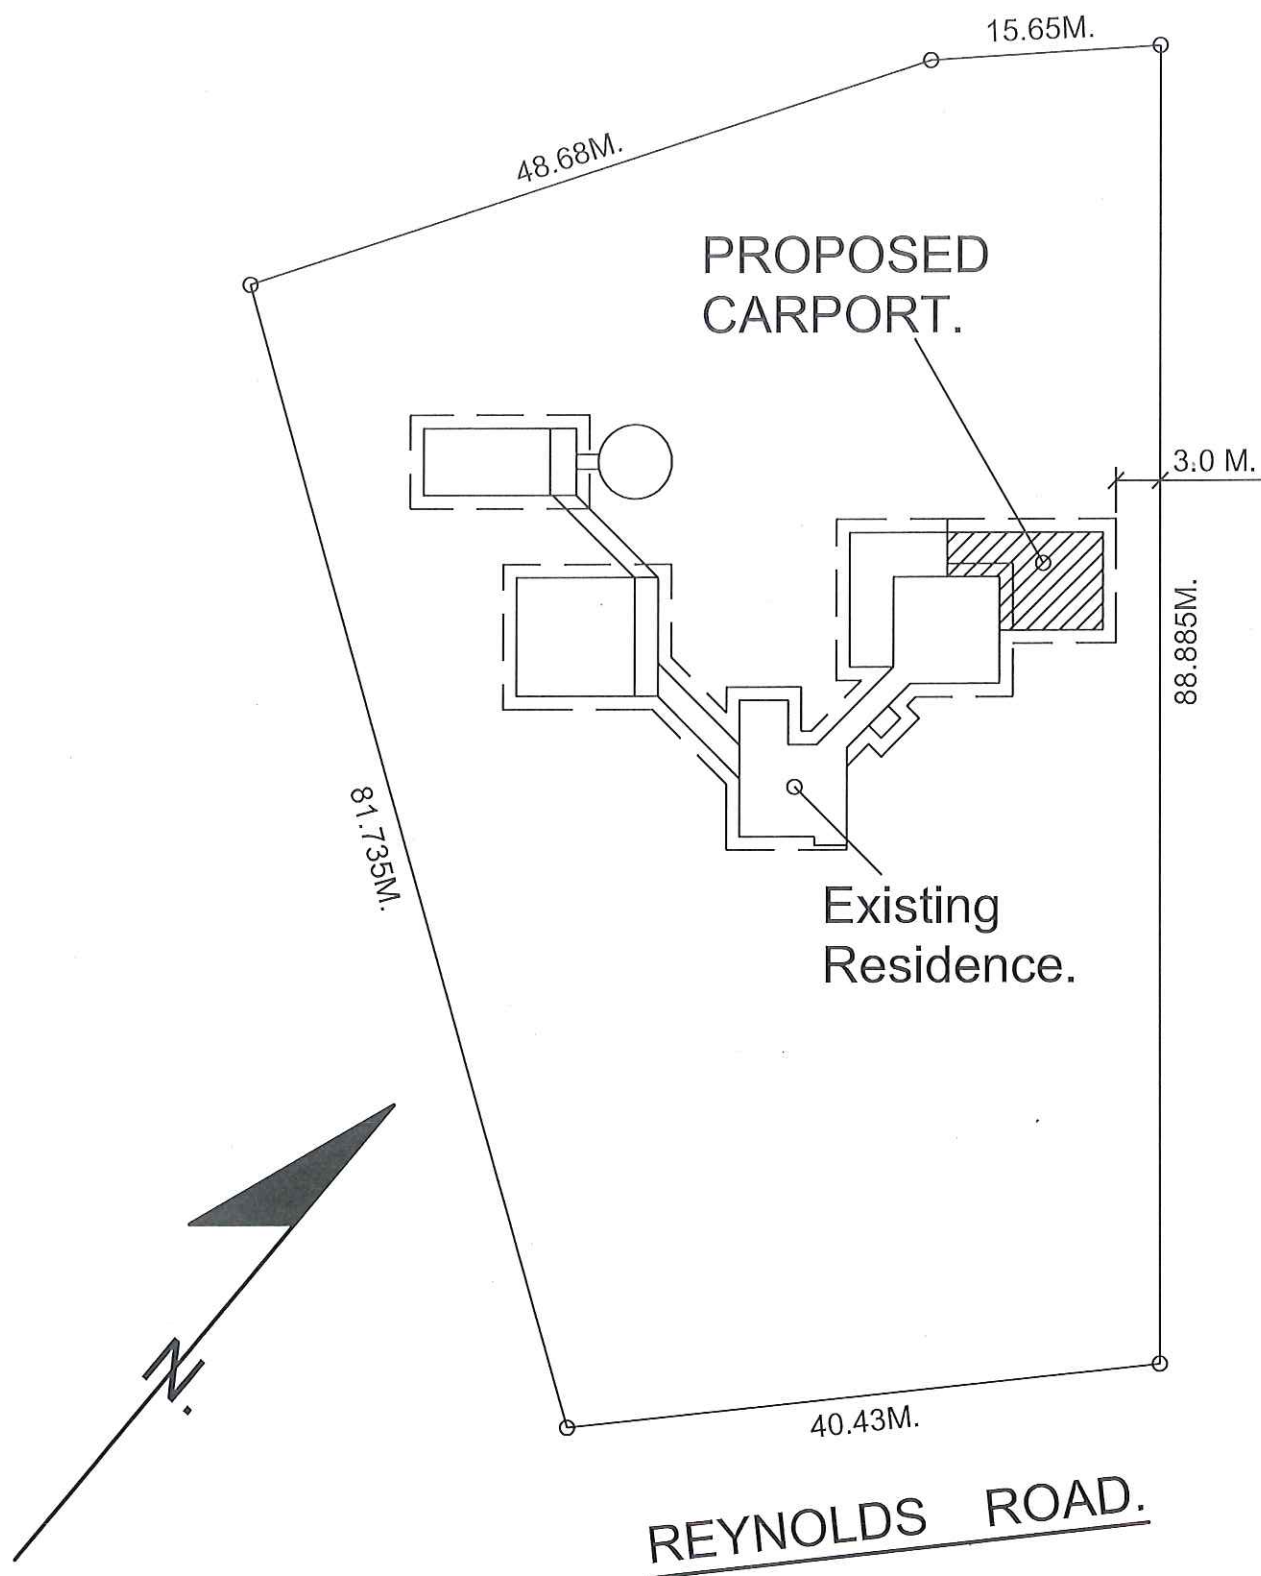 15.65M.
48.68M.
PROPOSED
CARPORT.
3.0 M.
88.885M.
81.735M.
Existing
Residence.
N.
40.43M.
REYNOLDS ROAD.